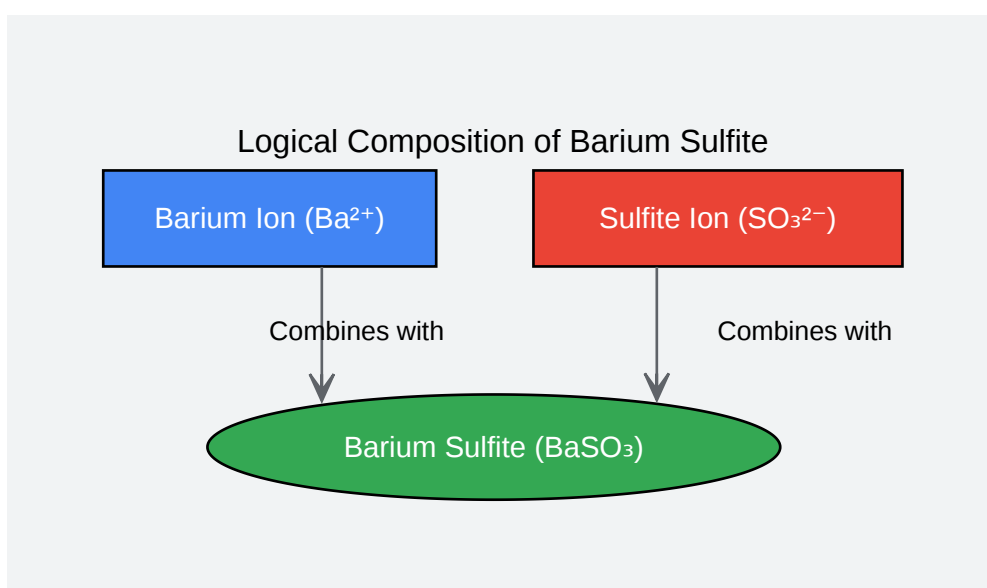 Logical Composition of Barium Sulfite
Barium Ion (Ba²⁺)
Sulfite Ion (SO₃²⁻)
Combines with
Combines with
Barium Sulfite (BaSO₃)